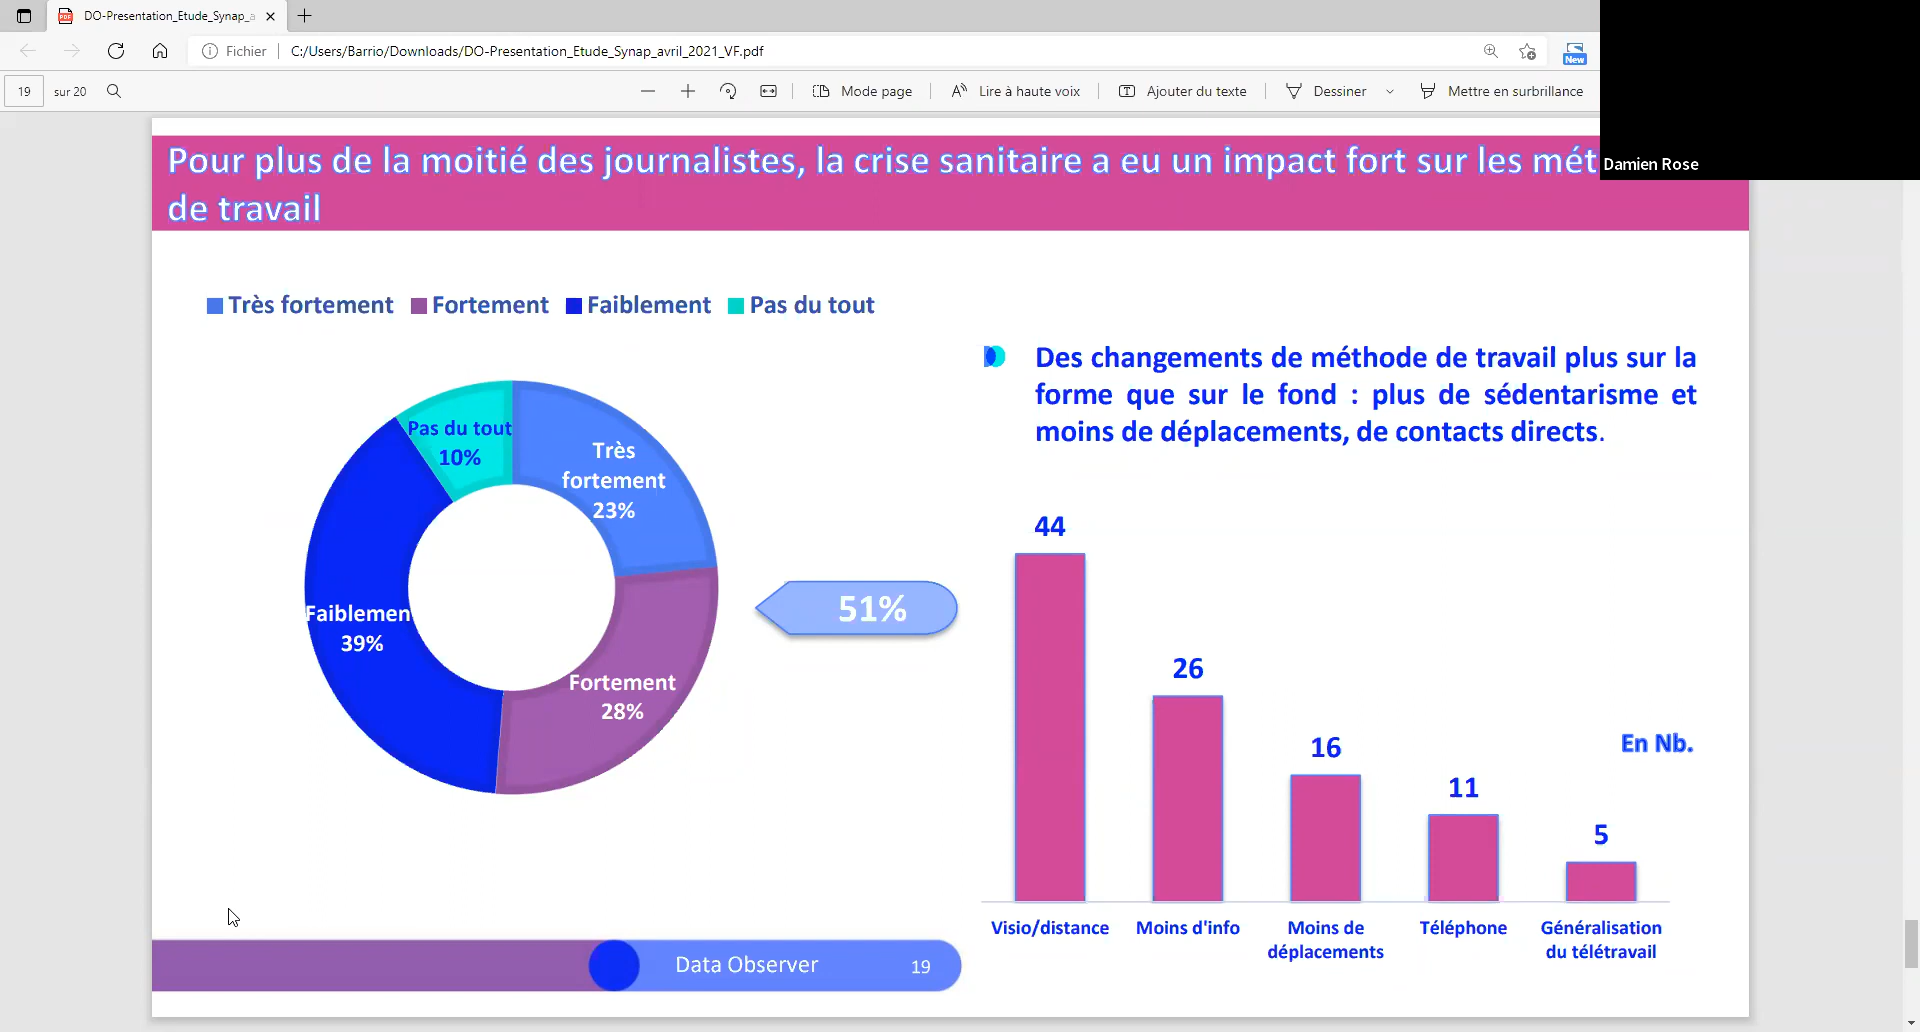 DO-Presentation_Etude_Synap_a
Fichier
C:/Users/Barrio/Downloads/DO-Presentation_Etude_Synap_avril_2021_VF.pdf
New
19 sur 20
Mode page
Lire à haute voix
Ajouter du texte
Dessiner
Mettre en surbrillance
Damien Rose
Pour plus de la moitié des journalistes, la crise sanitaire a eu un impact fort sur les mét
de travail
Très fortement Fortement Faiblement Pas du tout
Pas du tout
10%
Très
fortement
23%
Faiblemen
39%
Fortement
28%
51%
Des changements de méthode de travail plus sur la
forme que sur le fond : plus de sédentarisme et
moins de déplacements, de contacts directs.
44
26
16
11
5
En Nb.
Visio/distance
Moins d'info
Moins de
déplacements
Téléphone
Généralisation
du télétravail
Data Observer 19